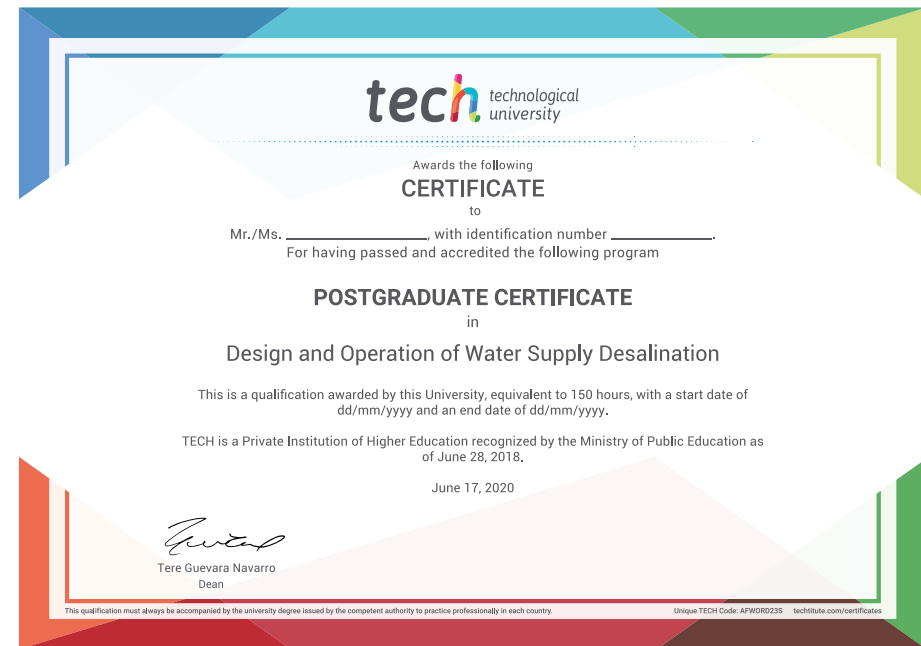 tech technological
university
Awards the following
CERTIFICATE
to
Mr./Ms. ____________________, with identification number ______________.
For having passed and accredited the following program
POSTGRADUATE CERTIFICATE
in
Design and Operation of Water Supply Desalination
This is a qualification awarded by this University, equivalent to 150 hours, with a start date of
dd/mm/yyyy and an end date of dd/mm/yyyy.
TECH is a Private Institution of Higher Education recognized by the Ministry of Public Education as
of June 28, 2018.
June 17, 2020
Tere Guevara Navarro
Dean
This qualification must always be accompanied by the university degree issued by the competent authority to practice professionally in each country. Unique TECH Code: AFWORD23S techtitute.com/certificates